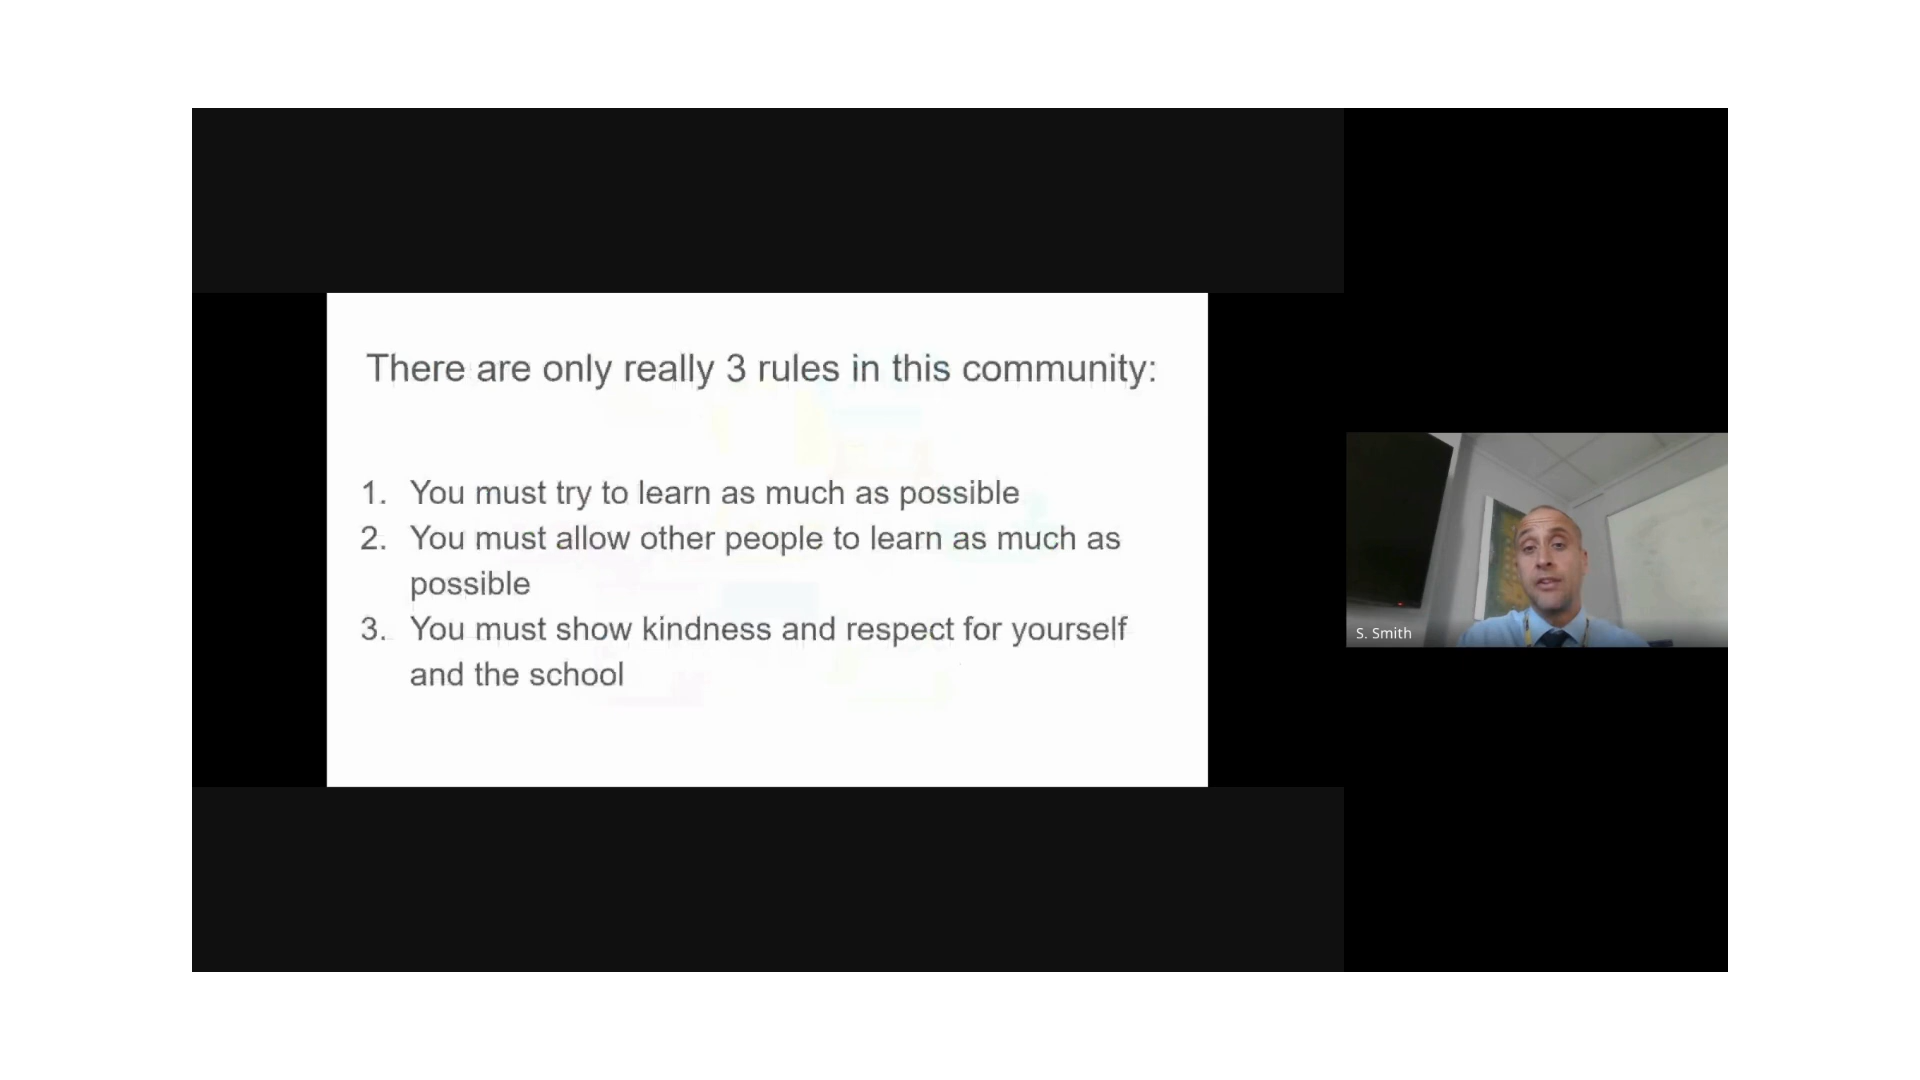 There are only really 3 rules in this community:
1. You must try to learn as much as possible
2. You must allow other people to learn as much as
possible
3. You must show kindness and respect for yourself
and the school
S. Smith